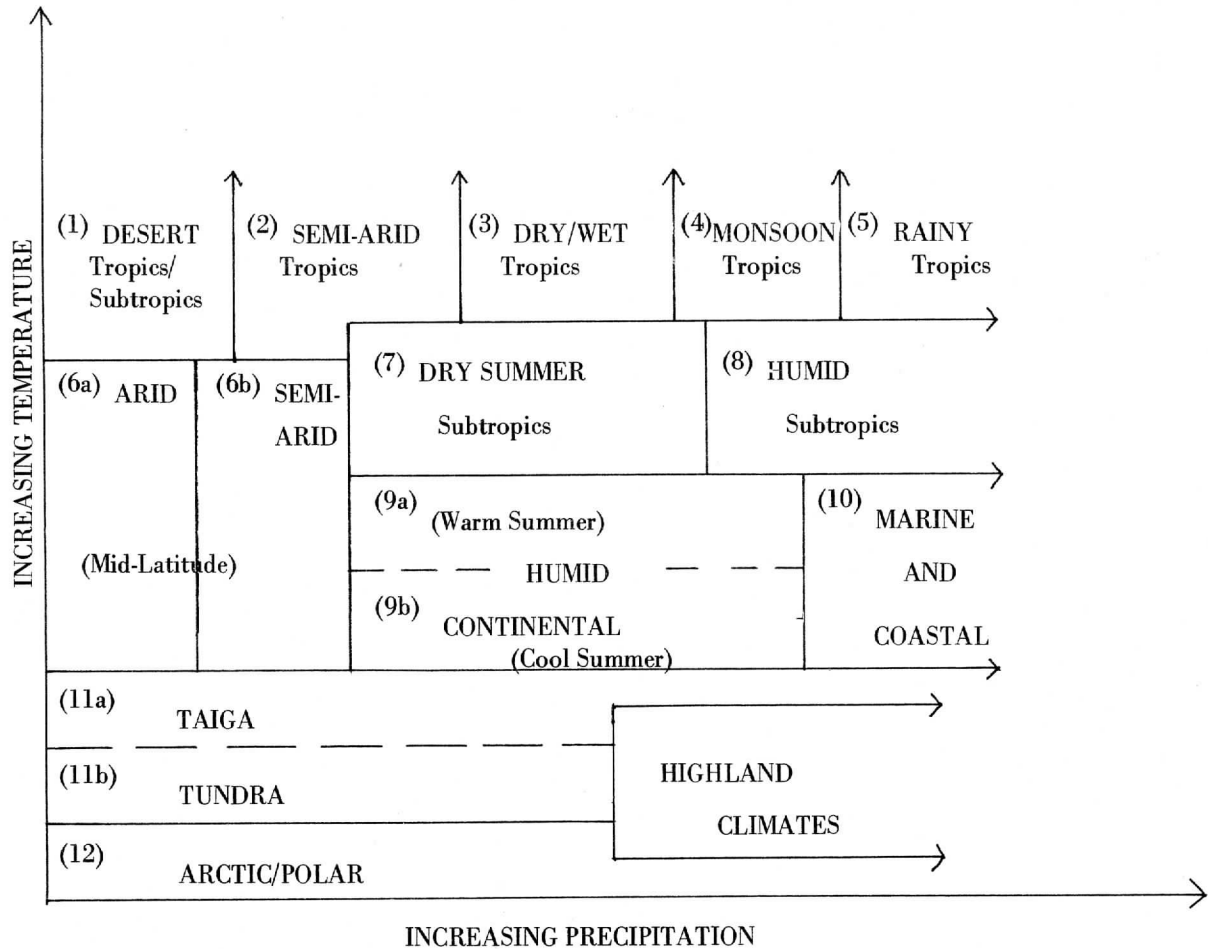 INCREASING TEMPERATURE
(1) DESERT
Tropics/
Subtropics
(2) SEMI-ARID
Tropics
(3) DRY/WET
Tropics
(4) MONSOON
Tropics
(5) RAINY
Tropics
(6a) ARID
(6b) SEMI-
ARID
(Mid-Latitude)
(7) DRY SUMMER
Subtropics
(8) HUMID
Subtropics
(9a)
(Warm Summer)
HUMID
(9b)
CONTINENTAL
(Cool Summer)
(10)
MARINE
AND
COASTAL
(11a)
TAIGA
(11b)
TUNDRA
HIGHLAND
CLIMATES
(12)
ARCTIC/POLAR
INCREASING PRECIPITATION